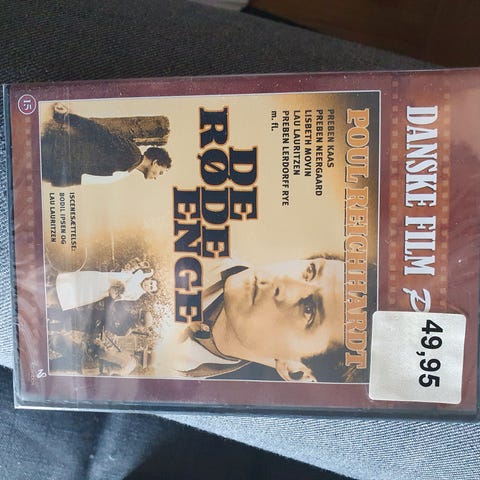 DANSKE FILM
49,95
POUL REICHHARDT
PREBEN KAAS
PREBEN NEERGAARD
LISBETH MOVIN
LAU LAURITZEN
PREBEN LERDORFF RYE
m. fl.
DE
RØDE
ENGE
ISCENESÆTTELSE:
BODIL IPSEN OG
LAU LAURITZEN
15